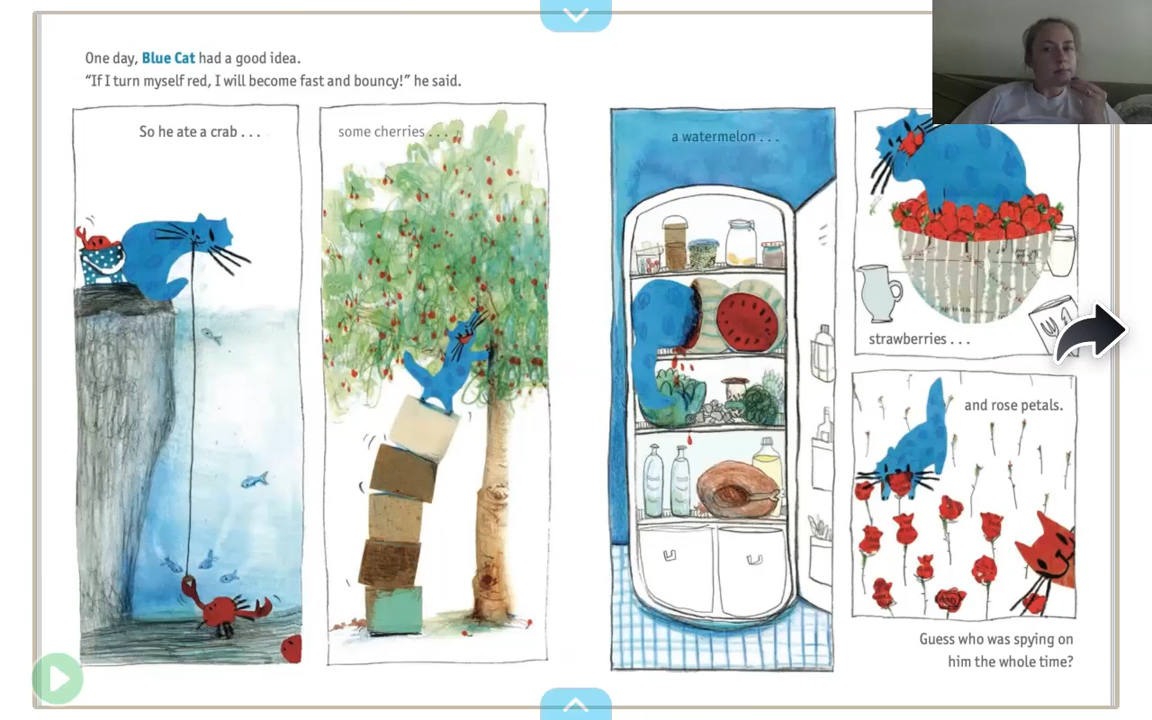 One day, Blue Cat had a good idea.
“If I turn myself red, I will become fast and bouncy!” he said.
So he ate a crab . . .
some cherries . . . .
a watermelon . . .
strawberries . . .
and rose petals.
Guess who was spying on
him the whole time?